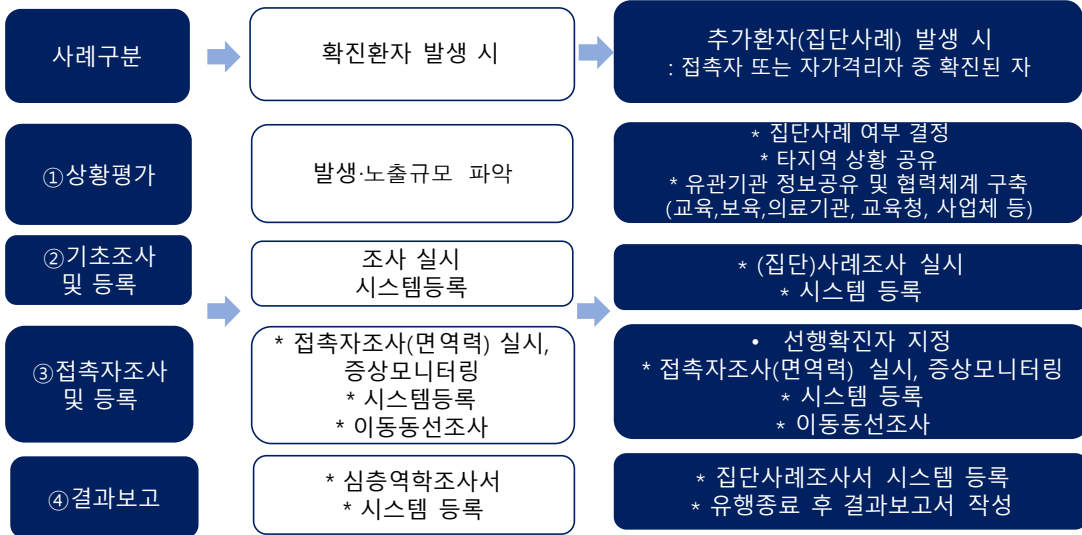 사례구분
확진환자 발생 시
추가환자(집단사례) 발생 시
: 접촉자 또는 자가격리자 중 확진된 자
①상황평가
발생·노출규모 파악
* 집단사례 여부 결정
* 타지역 상황 공유
* 유관기관 정보공유 및 협력체계 구축
(교육,보육,의료기관, 교육청, 사업체 등)
②기초조사
및 등록
조사 실시
시스템등록
* (집단)사례조사 실시
* 시스템 등록
③접촉자조사
및 등록
* 접촉자조사(면역력) 실시,
증상모니터링
* 시스템등록
* 이동동선조사
• 선행확진자 지정
* 접촉자조사(면역력) 실시, 증상모니터링
* 시스템 등록
* 이동동선조사
④결과보고
* 심층역학조사서
* 시스템 등록
* 집단사례조사서 시스템 등록
* 유행종료 후 결과보고서 작성